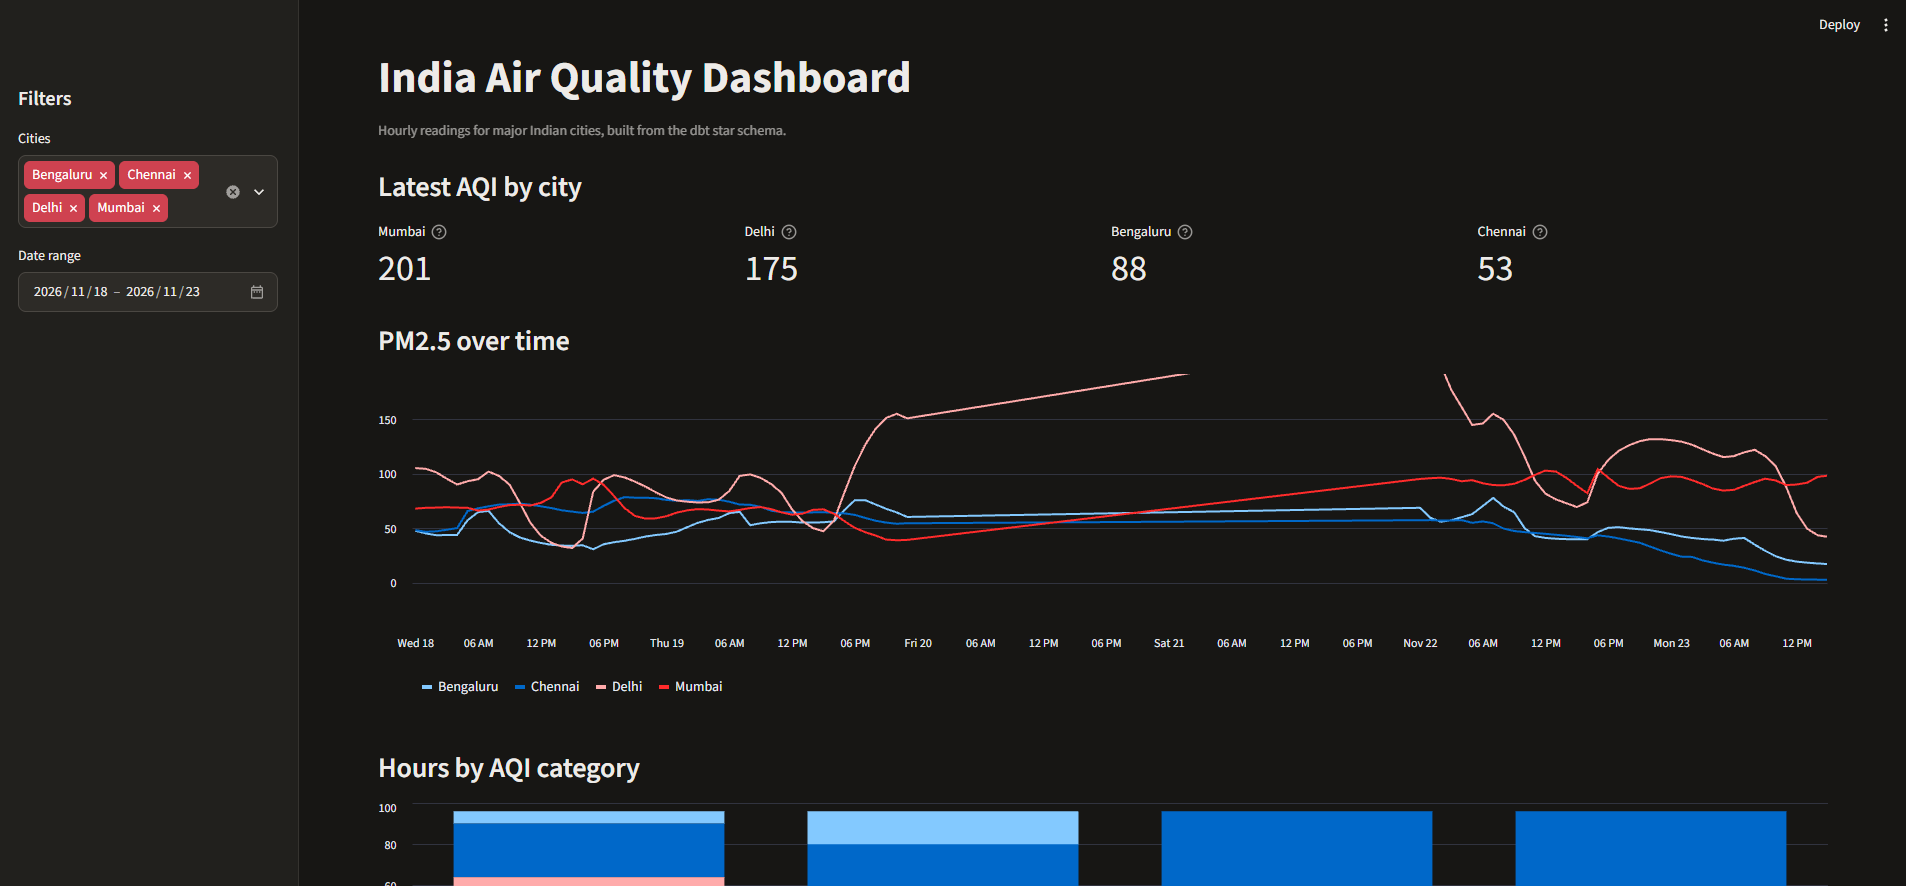 Deploy
Filters
Cities
Bengaluru × Chennai ×
Delhi × Mumbai ×
Date range
2026/11/18 – 2026/11/23
India Air Quality Dashboard
Hourly readings for major Indian cities, built from the dbt star schema.
Latest AQI by city
Mumbai Delhi Bengaluru Chennai
201 175 88 53
PM2.5 over time
150
100
50
0
Wed 18 06 AM 12 PM 06 PM Thu 19 06 AM 12 PM 06 PM Fri 20 06 AM 12 PM 06 PM Sat 21 06 AM 12 PM 06 PM Nov 22 06 AM 12 PM 06 PM Mon 23 06 AM 12 PM
Bengaluru Chennai Delhi Mumbai
Hours by AQI category
100
80
60